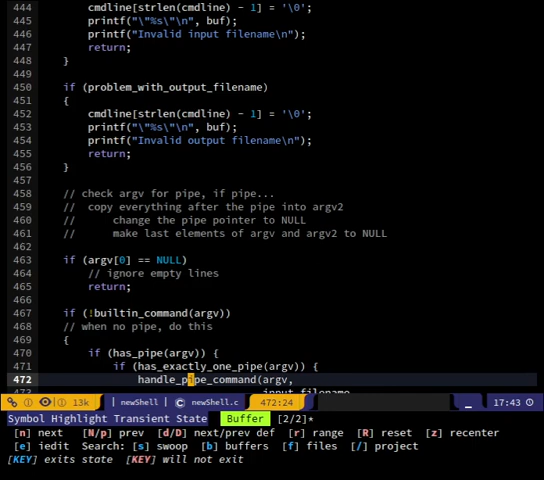 444 cmdline[strlen(cmdline) - 1] = '\0';
445 printf("\"%s\"\n", buf);
446 printf("Invalid input filename\n");
447 return;
448 }
449
450 if (problem_with_output_filename)
451 {
452 cmdline[strlen(cmdline) - 1] = '\0';
453 printf("\"%s\"\n", buf);
454 printf("Invalid output filename\n");
455 return;
456 }
457
458 // check argv for pipe, if pipe...
459 // copy everything after the pipe into argv2
460 // change the pipe pointer to NULL
461 // make last elements of argv and argv2 to NULL
462
463 if (argv[0] == NULL)
464 // ignore empty lines
465 return;
466
467 if (!builtin_command(argv))
468 // when no pipe, do this
469 {
470 if (has_pipe(argv)) {
471 if (has_exactly_one_pipe(argv)) {
472 handle_pipe_command(argv,
473 input_filename
13k | newShell | newShell.c 472:24 _ 17:43
Symbol Highlight Transient State Buffer [2/2]*
[n] next [N/p] prev [d/D] next/prev def [r] range [R] reset [z] recenter
[e] iedit Search: [s] swoop [b] buffers [f] files [/] project
[KEY] exits state [KEY] will not exit